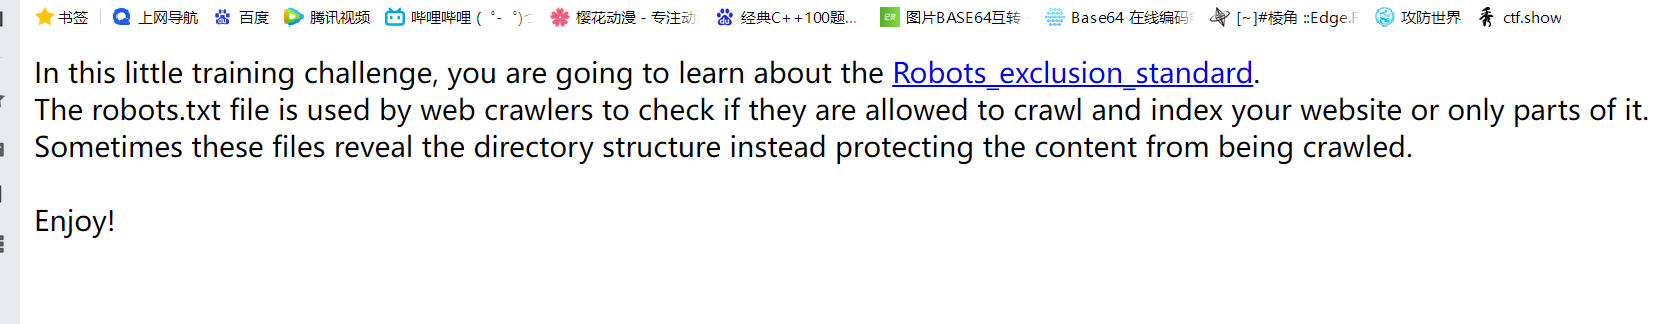 书签 上网导航 百度 腾讯视频 哔哩哔哩 ( ゜- ゜)つ 樱花动漫 - 专注动 经典C++100题... 图片BASE64互转 Base64 在线编码 [~]#棱角 ::Edge.F 攻防世界 ctf.show
In this little training challenge, you are going to learn about the Robots_exclusion_standard.
The robots.txt file is used by web crawlers to check if they are allowed to crawl and index your website or only parts of it.
Sometimes these files reveal the directory structure instead protecting the content from being crawled.
Enjoy!